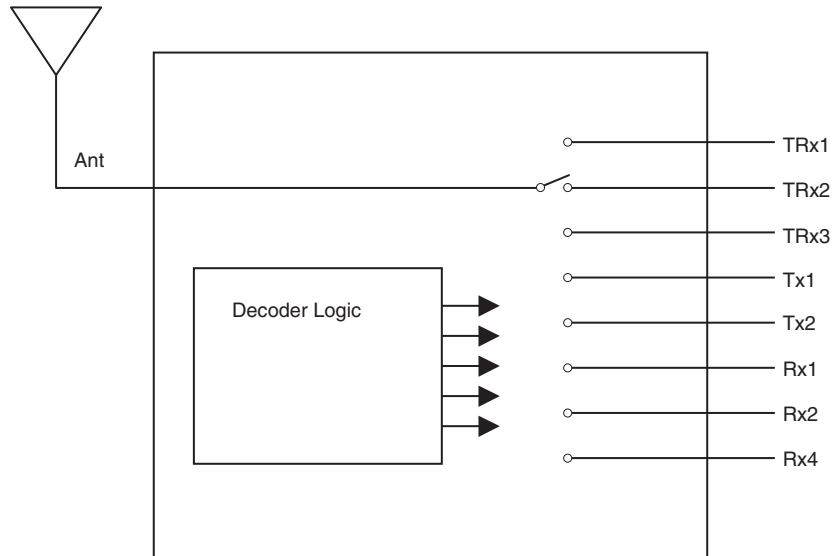 Ant
TRx1
TRx2
TRx3
Decoder Logic
Tx1
Tx2
Rx1
Rx2
Rx4